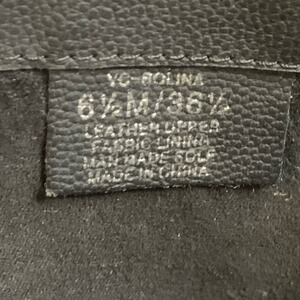 VC-BOLINA
6½M/36½
LEATHER UPPER
FABRIC LINING
MAN MADE SOLE
MADE IN CHINA